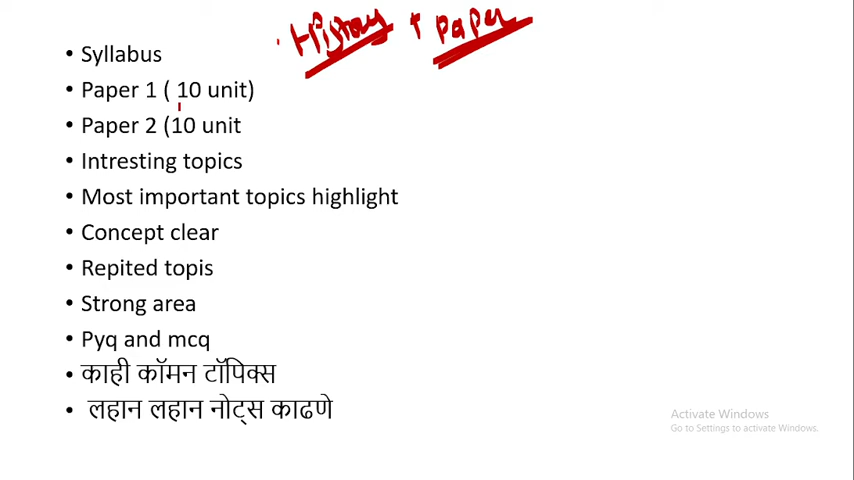 History + Paper
• Syllabus
• Paper 1 ( 10 unit)
• Paper 2 (10 unit
• Intresting topics
• Most important topics highlight
• Concept clear
• Repited topis
• Strong area
• Pyq and mcq
• काही कॉमन टॉपिक्स
• लहान लहान नोट्स काढणे
Activate Windows
Go to Settings to activate Windows.